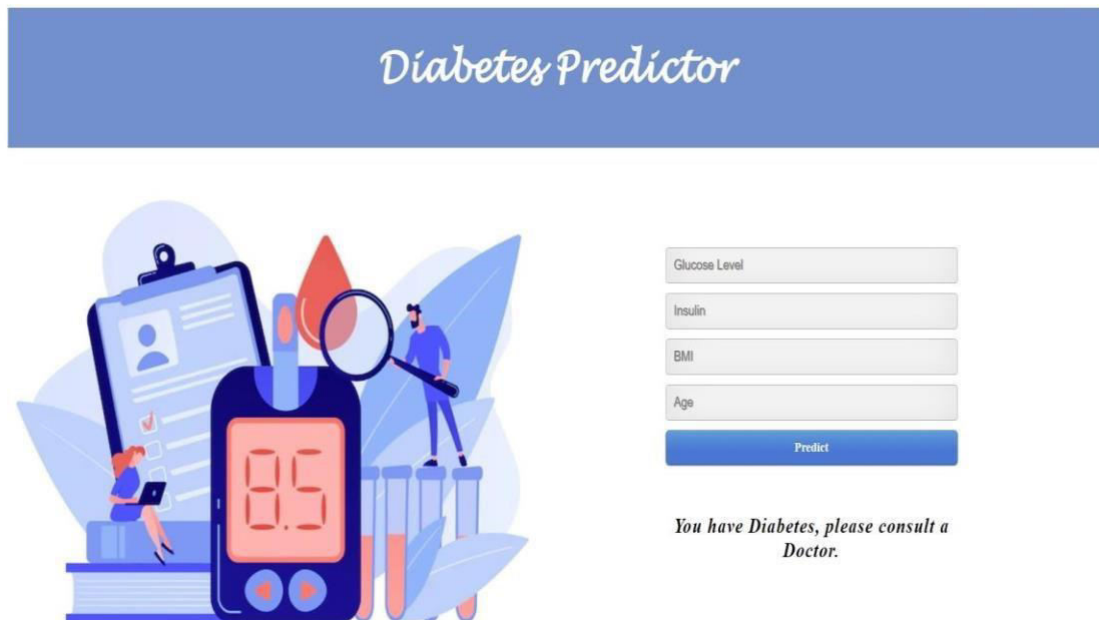 Diabetes Predictor
Glucose Level
Insulin
BMI
Age
Predict
8.5
You have Diabetes, please consult a
Doctor.